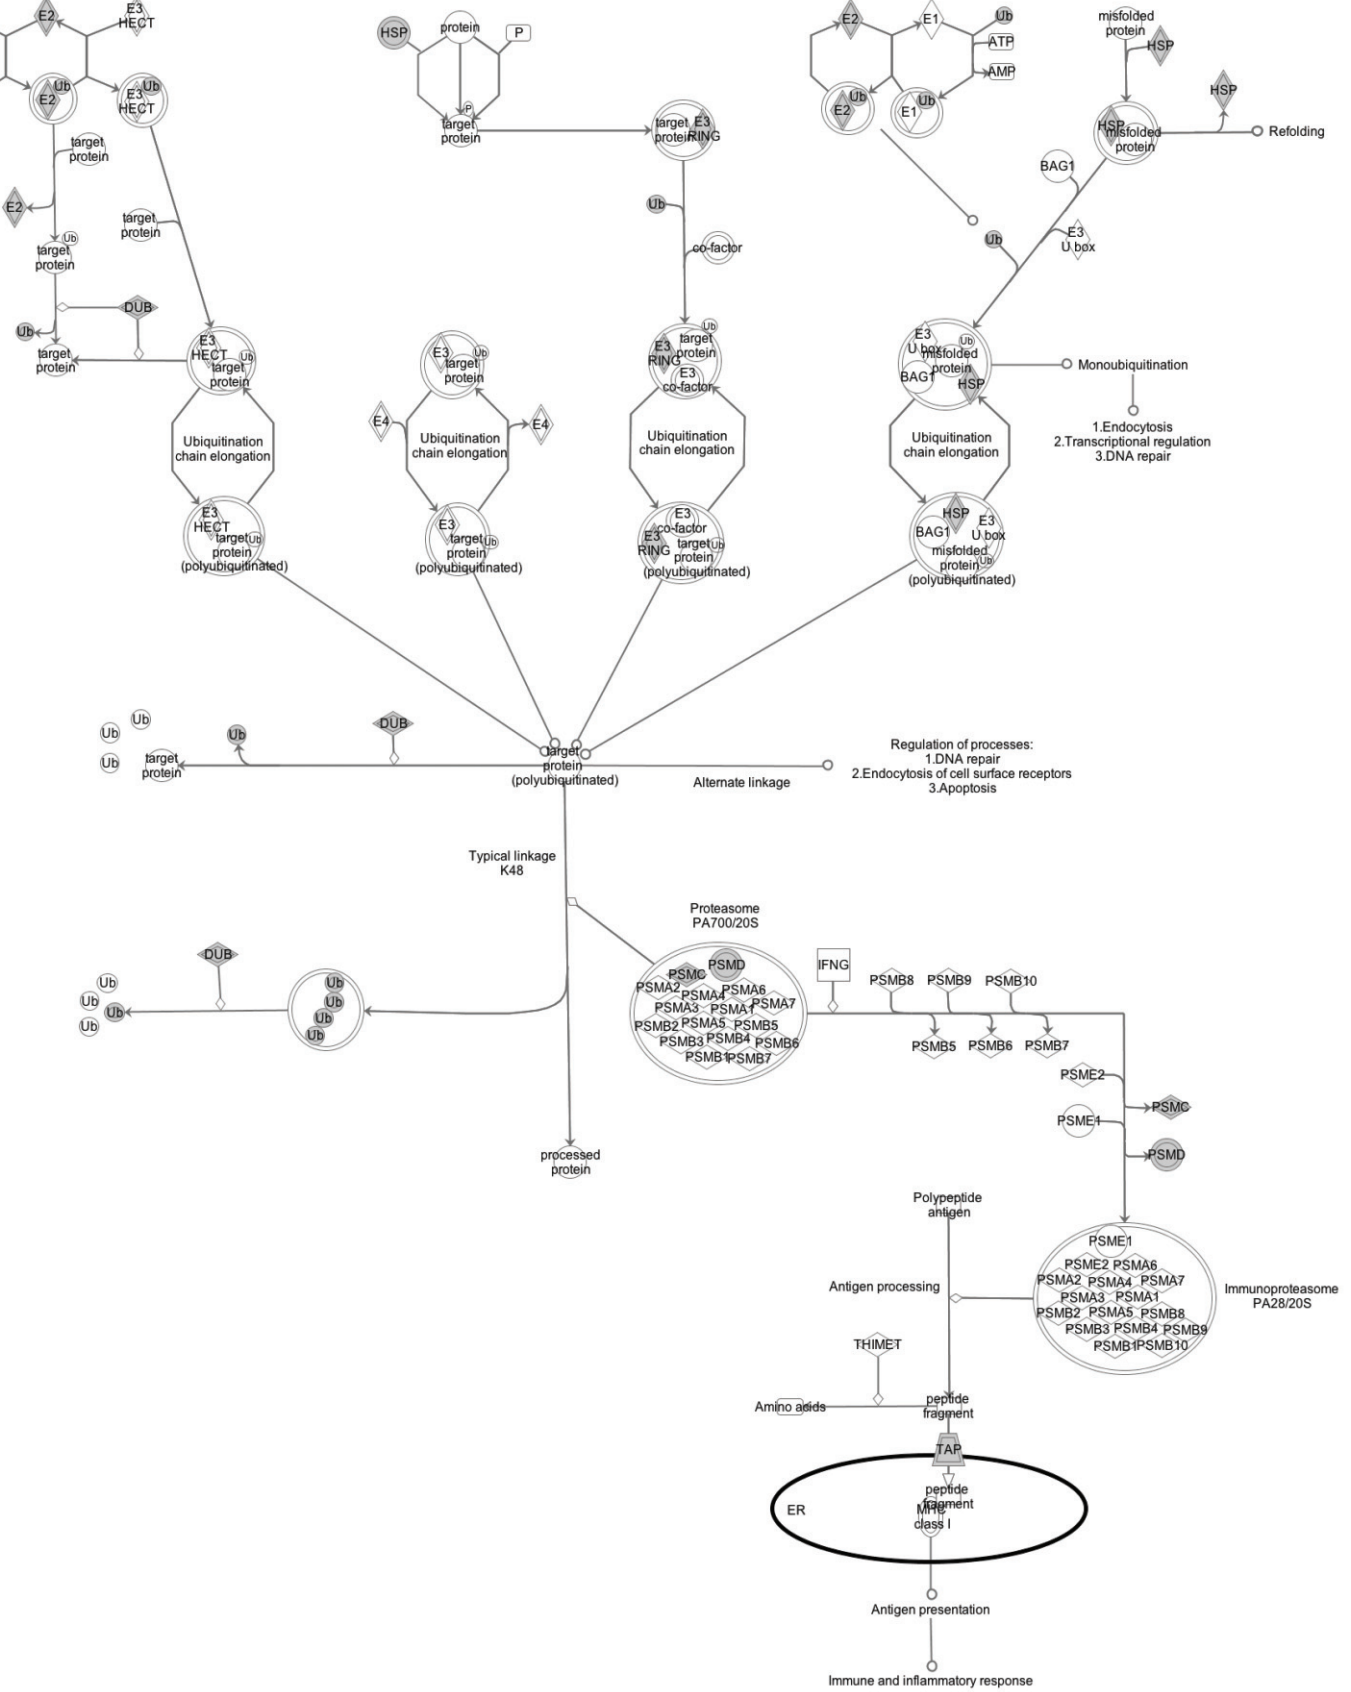 E2
E3
HECT
HSP
protein
P
E2
E1
Ub
ATP
AMP
misfolded
protein
HSP
E2
Ub
E3
Ub
HECT
P
target
protein
target
protein
E3
RING
E2
Ub
E1
Ub
HSP
HSP
misfolded
protein
Refolding
target
protein
E2
target
protein
Ub
target
protein
Ub
co-factor
BAG1
E3
U box
Ub
DUB
Ub
target
protein
E3
HECT
Ub
target
protein
E3
Ub
target
protein
Ub
E3
RING
target
protein
E3
co-factor
E3
U box
Ub
misfolded
protein
BAG1
HSP
Monoubiquitination
1.Endocytosis
2.Transcriptional regulation
3.DNA repair
Ubiquitination
chain elongation
E4
Ubiquitination
chain elongation
E4
Ubiquitination
chain elongation
Ubiquitination
chain elongation
E3
HECT
target
protein
Ub
(polyubiquitinated)
E3
target
protein
Ub
(polyubiquitinated)
E3
co-factor
E3
RING
target
protein
Ub
(polyubiquitinated)
HSP
BAG1
E3
U box
misfolded
protein
Ub
(polyubiquitinated)
Ub
Ub
Ub
target
protein
Ub
DUB
target
protein
(polyubiquitinated)
Alternate linkage
Regulation of processes:
1.DNA repair
2.Endocytosis of cell surface receptors
3.Apoptosis
Typical linkage
K48
Proteasome
PA700/20S
DUB
Ub
Ub
Ub
Ub
Ub
Ub
Ub
Ub
PSMC
PSMD
PSMA2
PSMA4
PSMA6
PSMA3
PSMA1
PSMA7
PSMB2
PSMA5
PSMB5
PSMB3
PSMB4
PSMB6
PSMB1
PSMB7
IFNG
PSMB8
PSMB9
PSMB10
PSMB5
PSMB6
PSMB7
PSME2
PSMC
PSME1
PSMD
processed
protein
Polypeptide
antigen
Antigen processing
PSME1
PSME2
PSMA6
PSMA2
PSMA4
PSMA7
PSMA3
PSMA1
PSMB2
PSMA5
PSMB8
PSMB3
PSMB4
PSMB9
PSMB1
PSMB10
Immunoproteasome
PA28/20S
THIMET
Amino acids
peptide
fragment
TAP
ER
peptide
fragment
MHC
class I
Antigen presentation
Immune and inflammatory response